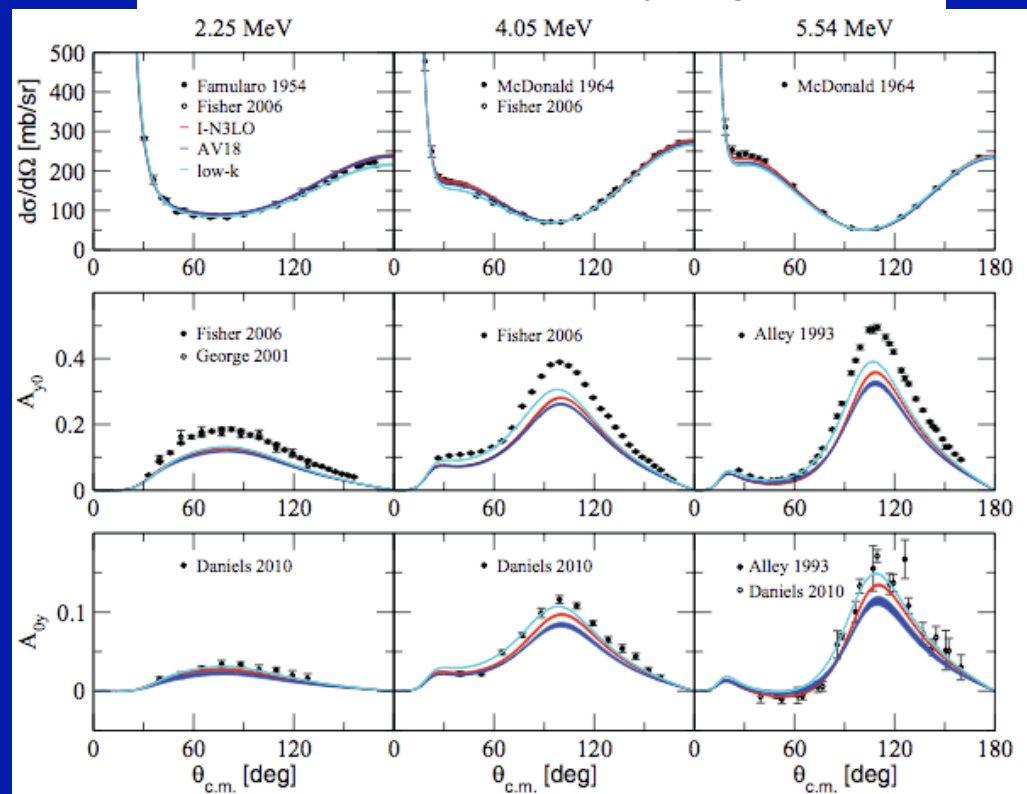 2.25 MeV 4.05 MeV 5.54 MeV
500
400
300
200
100
0
dσ/dΩ [mb/sr]
Famularo 1954
Fisher 2006
I-N3LO
AV18
low-k
McDonald 1964
Fisher 2006
McDonald 1964
0 60 120 0 60 120 0 60 120 180
0.4
0.2
0
A_y0
Fisher 2006
George 2001
Fisher 2006
Alley 1993
0 60 120 0 60 120 0 60 120 180
0.1
0
A_0y
Daniels 2010
Daniels 2010
Alley 1993
Daniels 2010
0 60 120 0 60 120 0 60 120 180
θ_c.m. [deg] θ_c.m. [deg] θ_c.m. [deg]